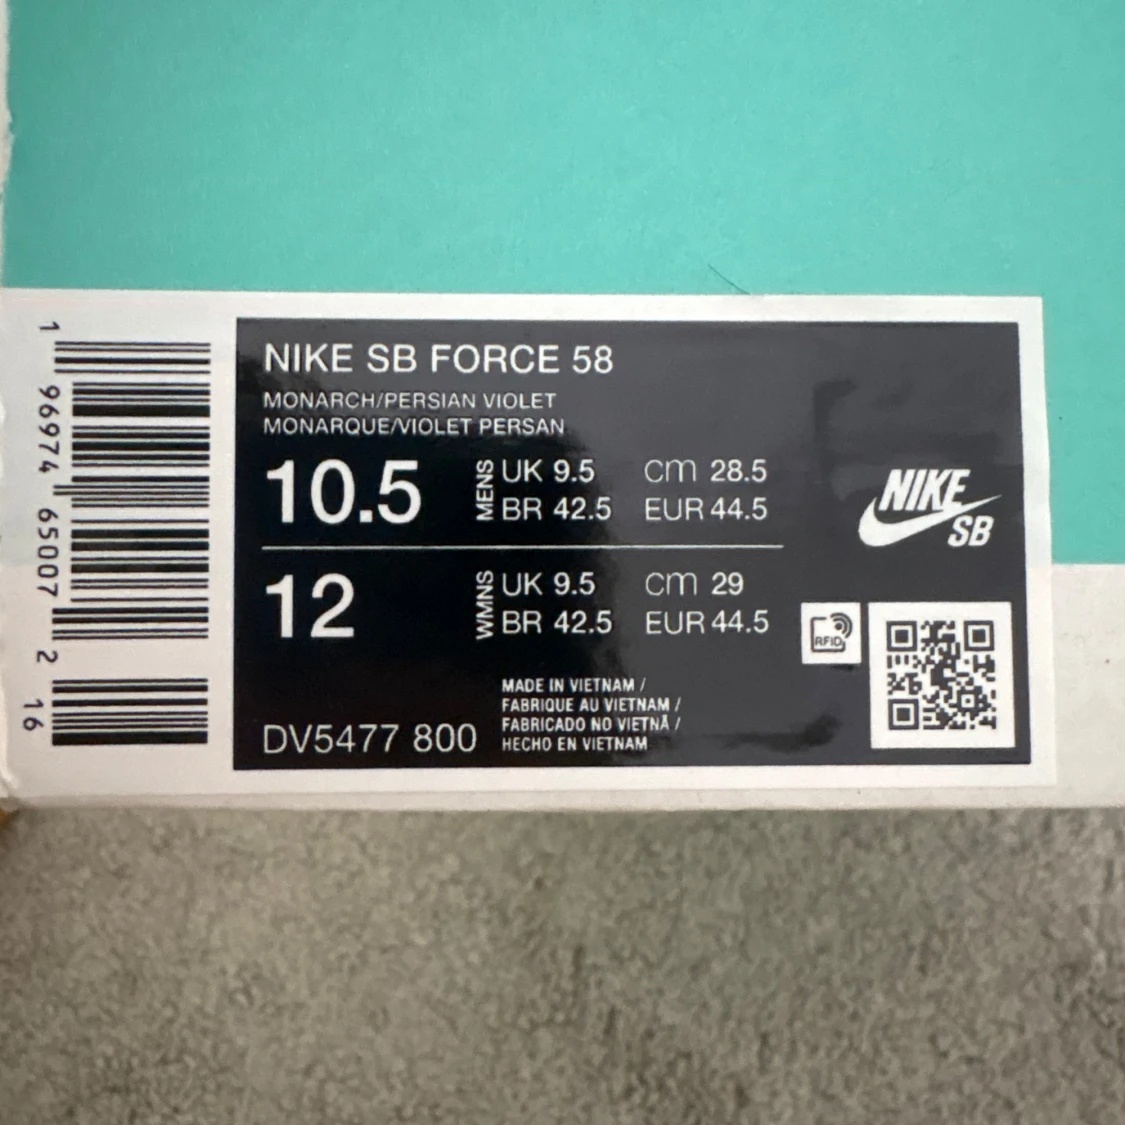 1 96974 65007 2 16
NIKE SB FORCE 58
MONARCH/PERSIAN VIOLET
MONARQUE/VIOLET PERSAN
10.5 MENS UK 9.5 cm 28.5
BR 42.5 EUR 44.5
12 WMNS UK 9.5 cm 29
BR 42.5 EUR 44.5
NIKE
SB
RFID
MADE IN VIETNAM /
FABRIQUE AU VIETNAM /
FABRICADO NO VIETNÃ /
HECHO EN VIETNAM
DV5477 800